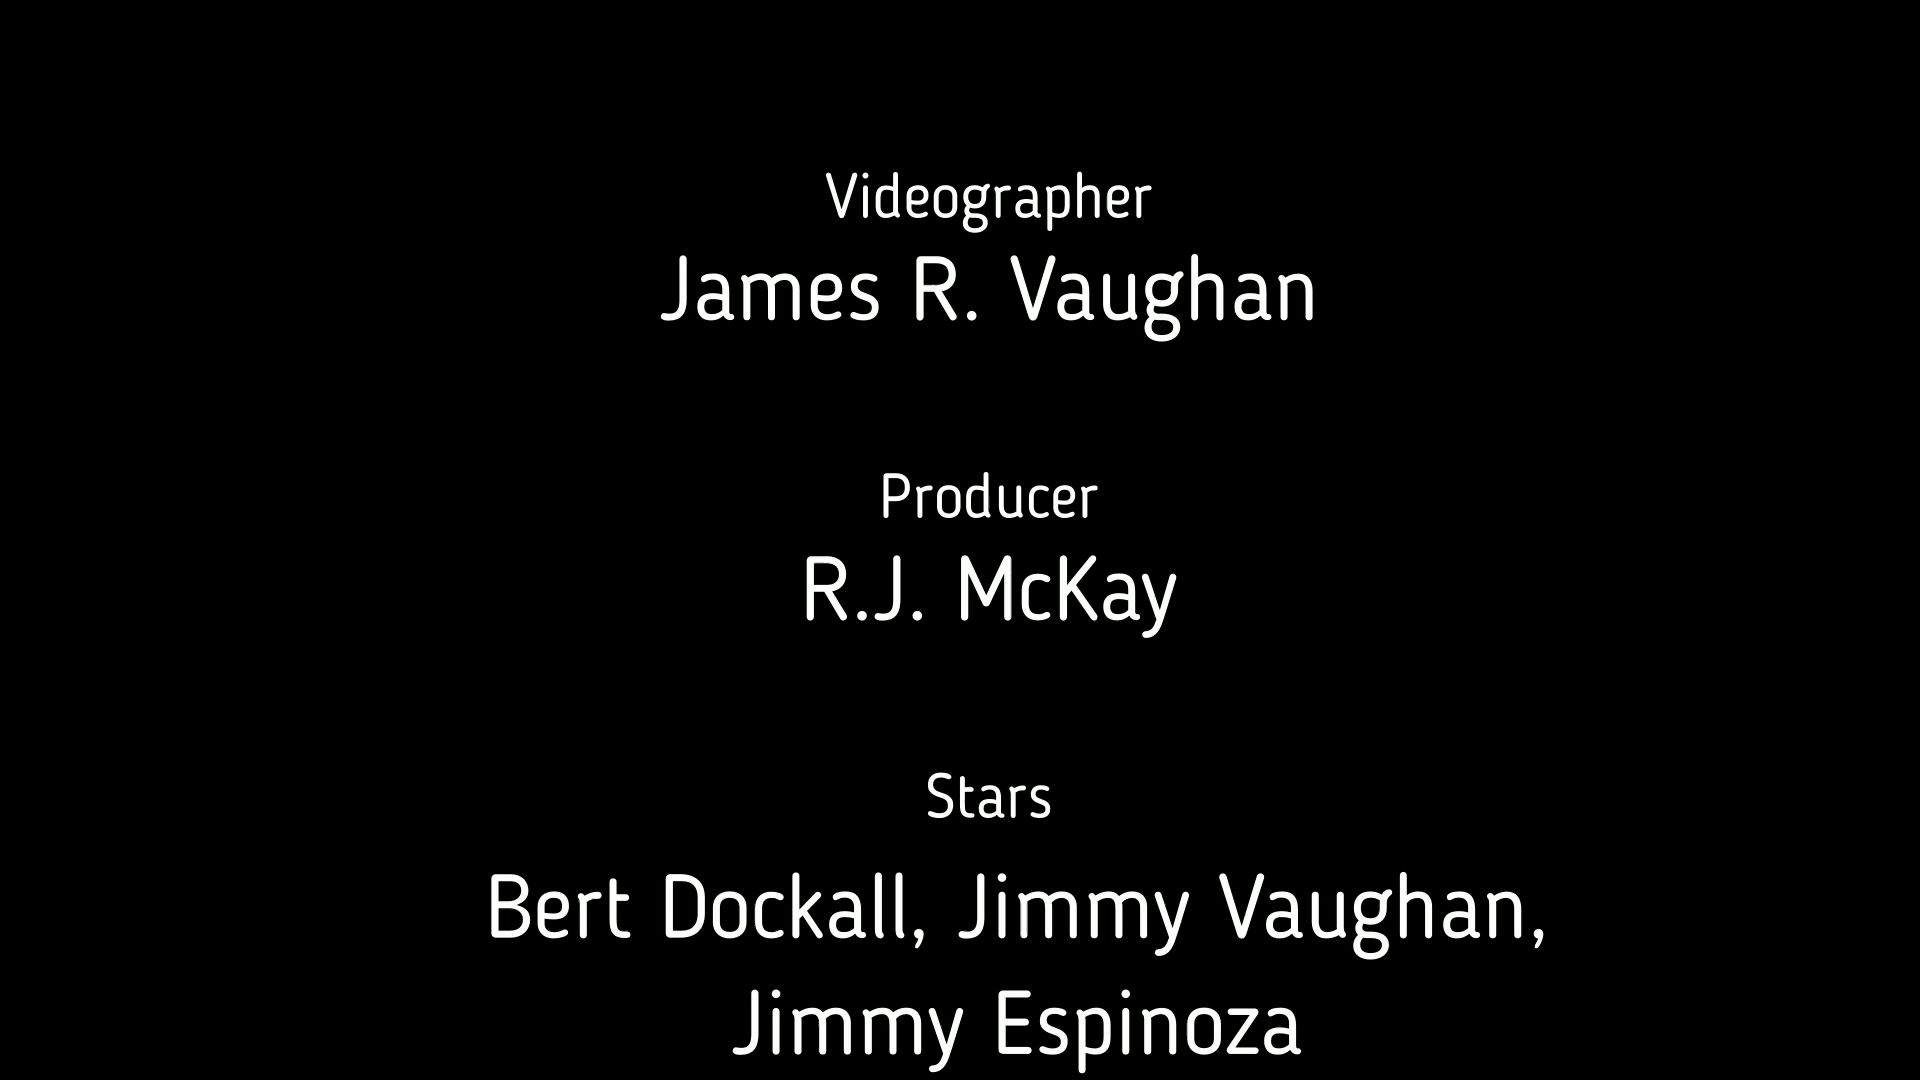 Videographer
James R. Vaughan
Producer
R.J. McKay
Stars
Bert Dockall, Jimmy Vaughan,
Jimmy Espinoza